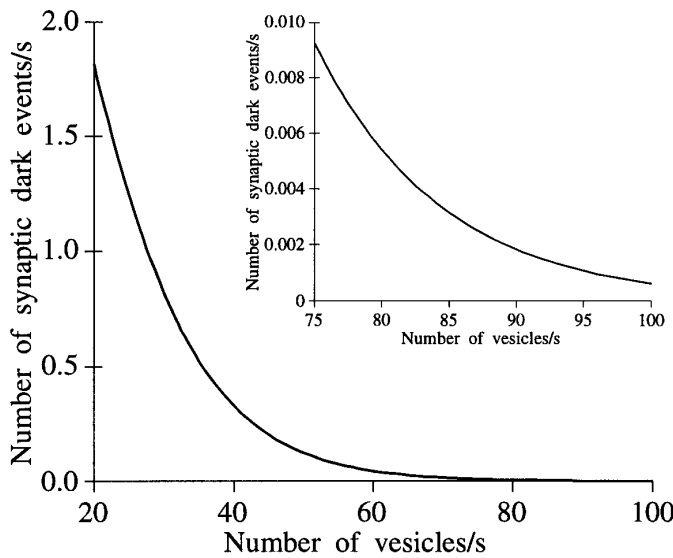 Number of synaptic dark events/s
2.0
1.5
1.0
0.5
0.0
20 40 60 80 100
Number of vesicles/s
Number of synaptic dark events/s
0.010
0.008
0.006
0.004
0.002
0
75 80 85 90 95 100
Number of vesicles/s